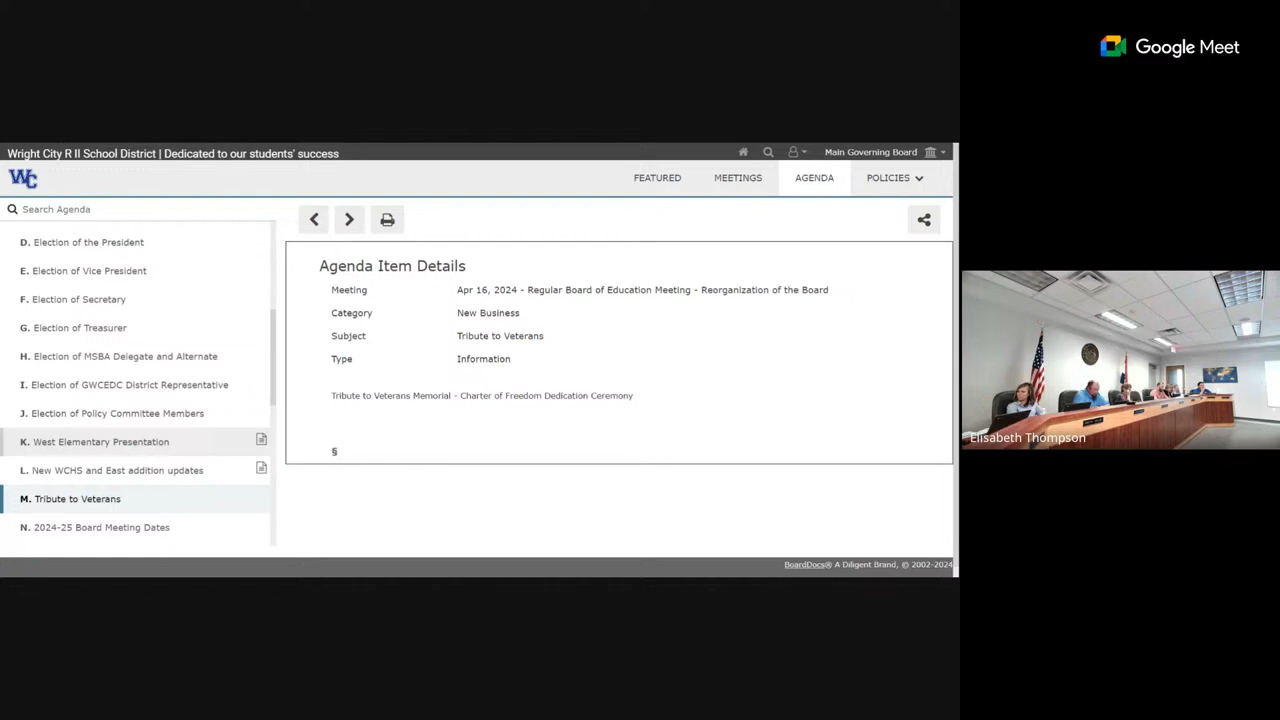 Google Meet
Wright City R II School District | Dedicated to our students' success
Main Governing Board
WC
FEATURED
MEETINGS
AGENDA
POLICIES
Search Agenda
D. Election of the President
E. Election of Vice President
F. Election of Secretary
G. Election of Treasurer
H. Election of MSBA Delegate and Alternate
I. Election of GWCEDC District Representative
J. Election of Policy Committee Members
K. West Elementary Presentation
L. New WCHS and East addition updates
M. Tribute to Veterans
N. 2024-25 Board Meeting Dates
Agenda Item Details
Meeting Apr 16, 2024 - Regular Board of Education Meeting - Reorganization of the Board
Category New Business
Subject Tribute to Veterans
Type Information
Tribute to Veterans Memorial - Charter of Freedom Dedication Ceremony
§
Elisabeth Thompson
BoardDocs® A Diligent Brand, © 2002-2024